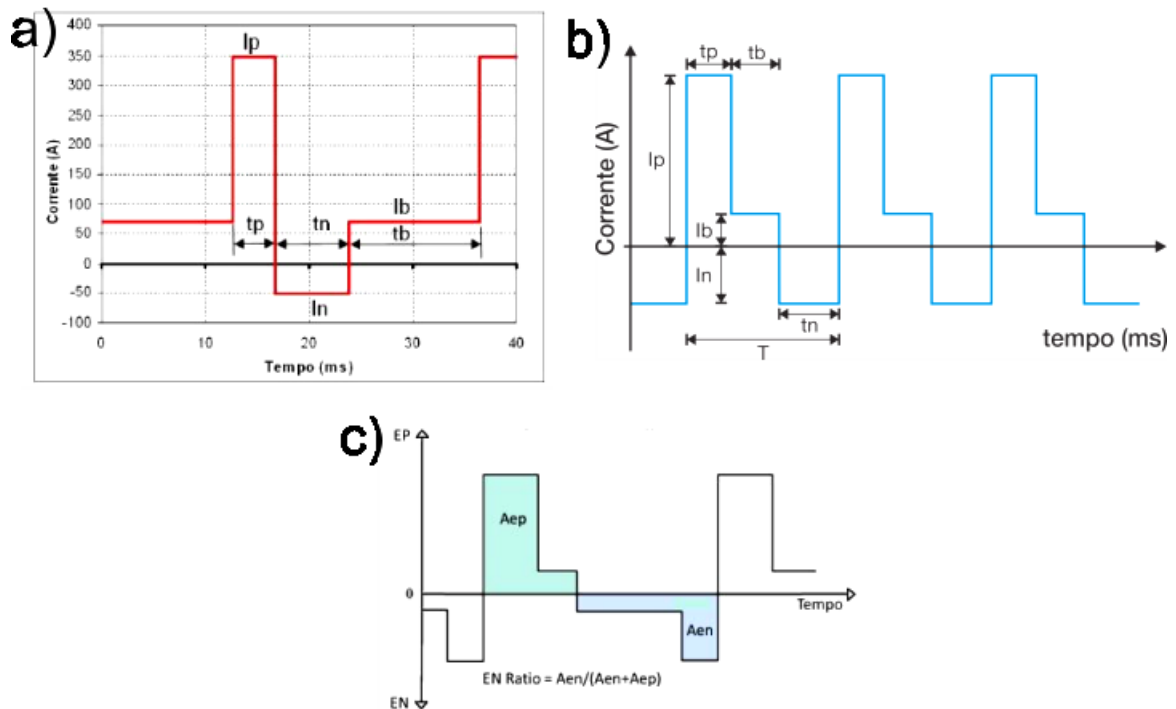 a)
400
350
300
250
200
150
100
50
0
-50
-100
Corrente (A)
Ip
tp
tn
Ib
tb
In
0
10
20
30
40
Tempo (ms)
b)
Corrente (A)
tp
tb
Ip
Ib
In
tn
T
tempo (ms)
c)
EP
Aep
0
Tempo
Aen
EN Ratio = Aen/(Aen+Aep)
EN